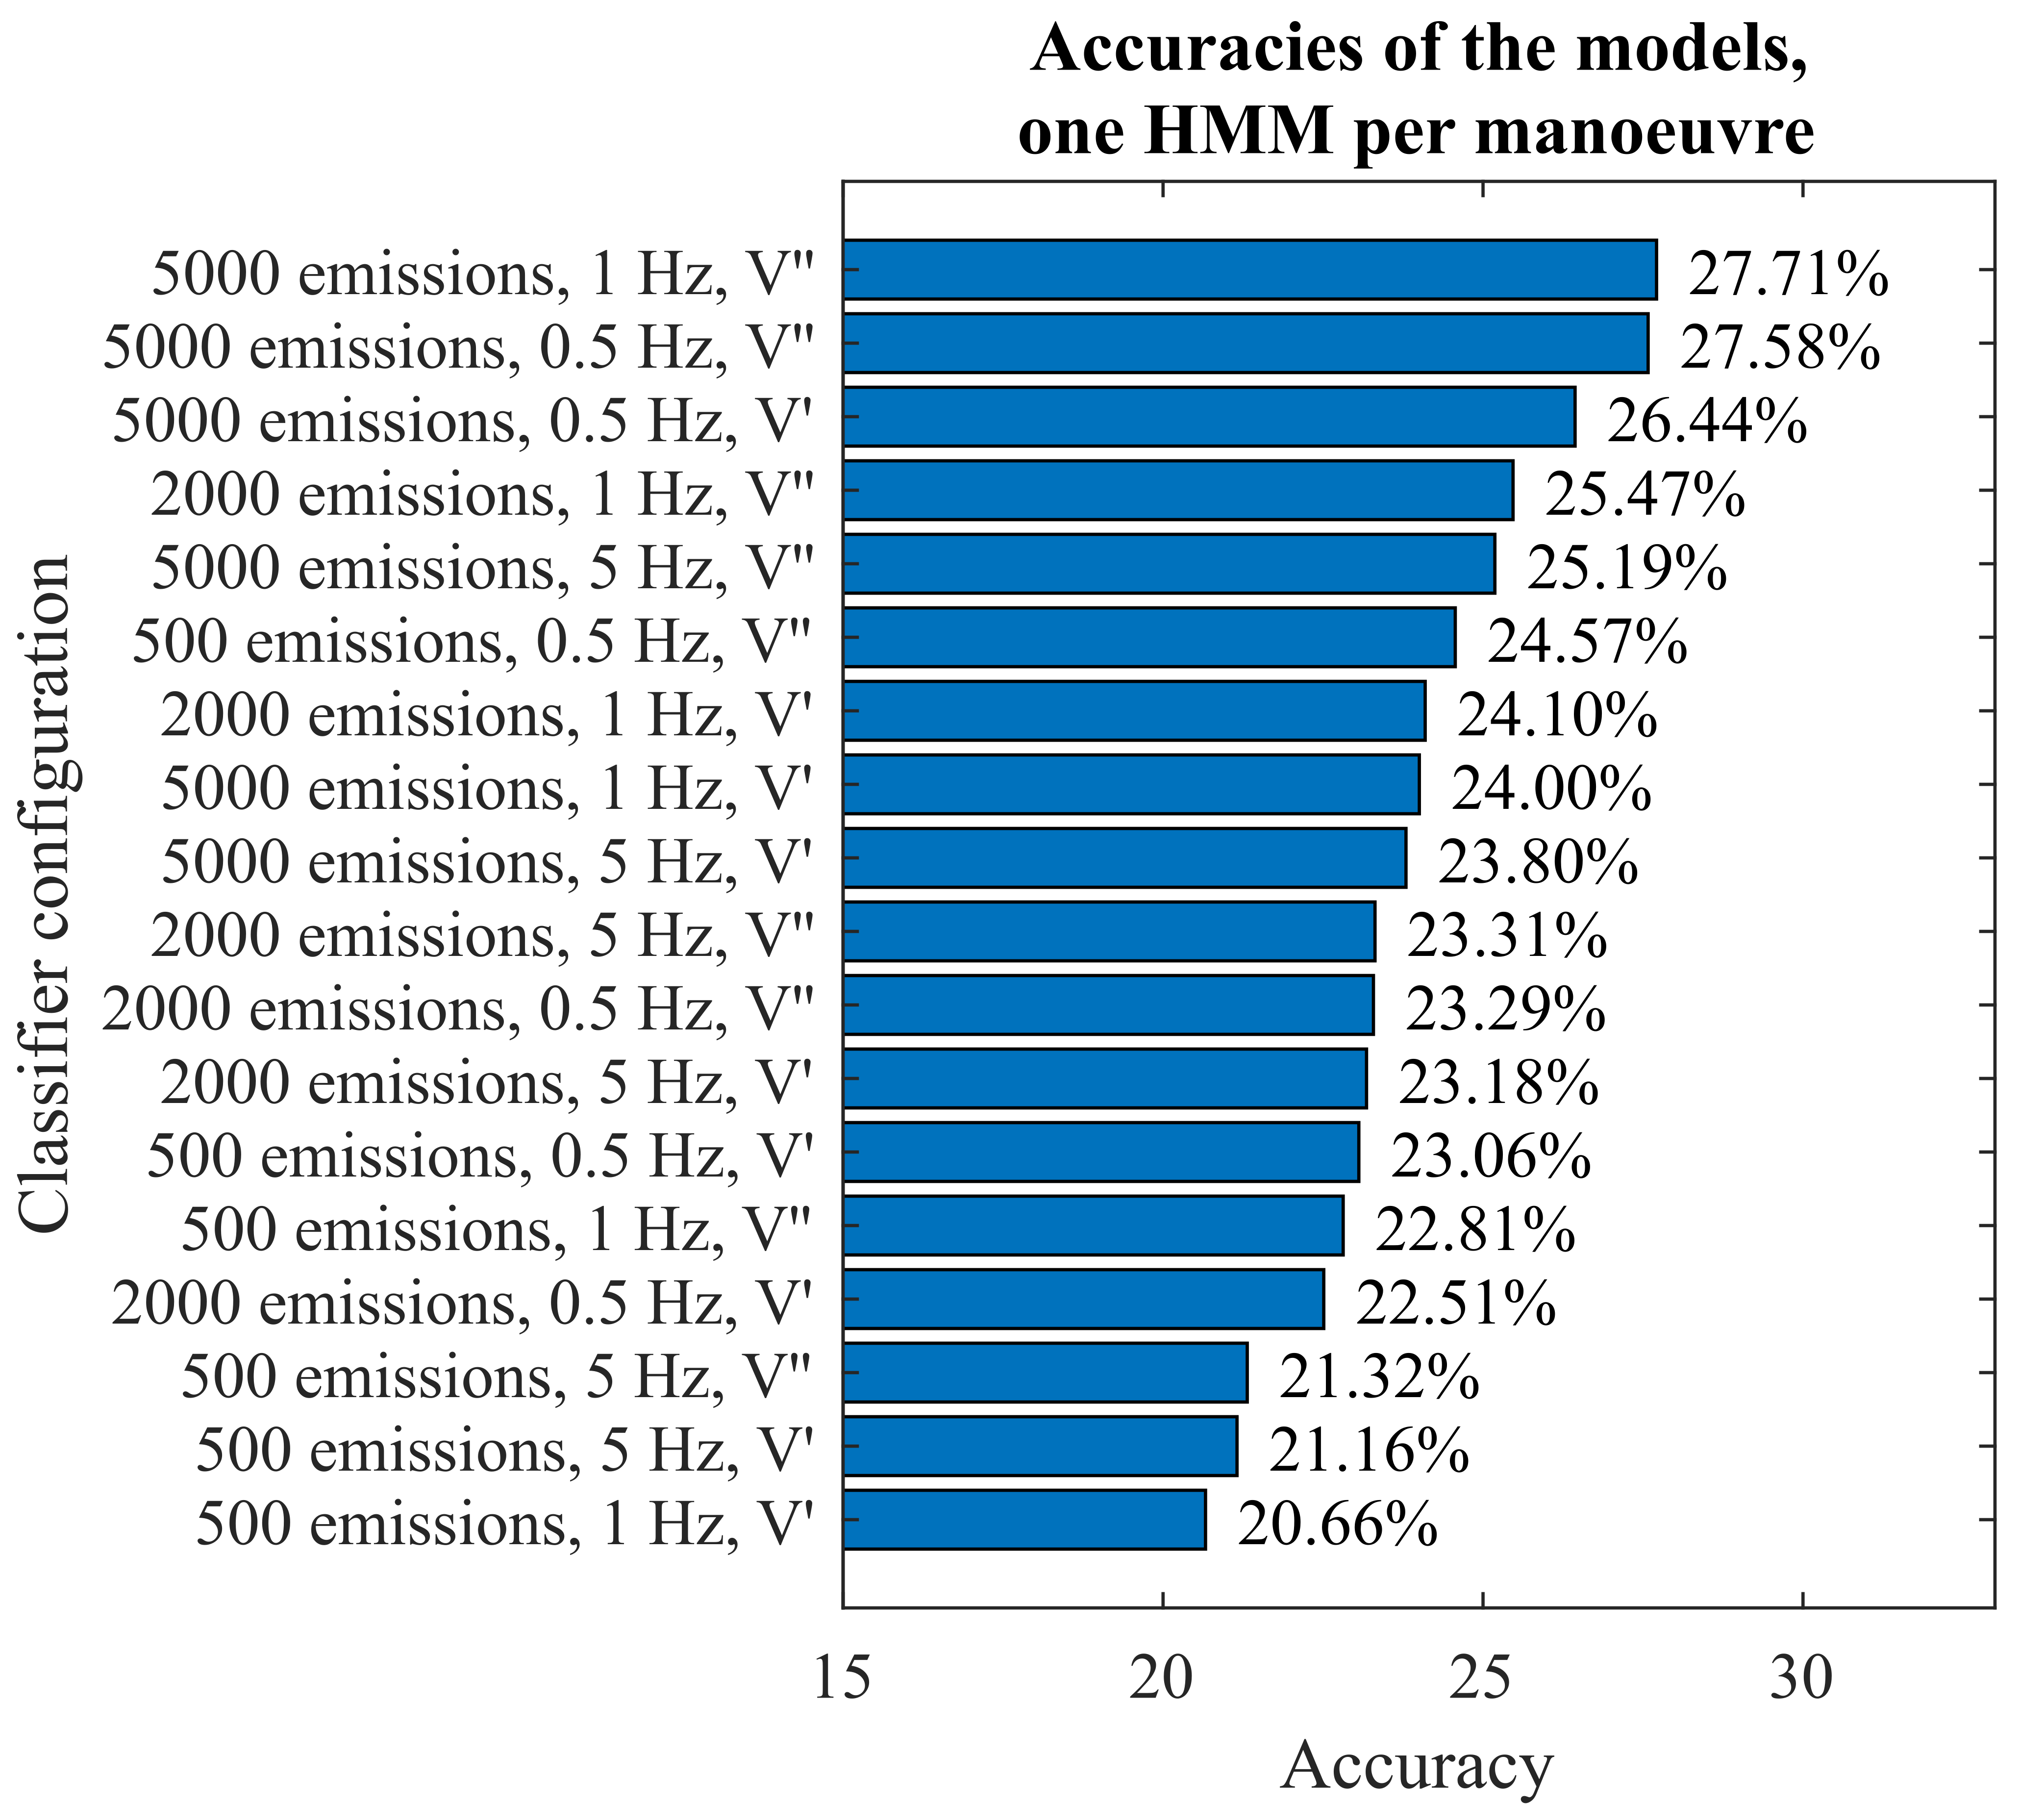 Accuracies of the models,
one HMM per manoeuvre
5000 emissions, 1 Hz, V" 27.71%
5000 emissions, 0.5 Hz, V" 27.58%
5000 emissions, 0.5 Hz, V' 26.44%
2000 emissions, 1 Hz, V" 25.47%
5000 emissions, 5 Hz, V" 25.19%
500 emissions, 0.5 Hz, V" 24.57%
2000 emissions, 1 Hz, V' 24.10%
5000 emissions, 1 Hz, V' 24.00%
5000 emissions, 5 Hz, V' 23.80%
2000 emissions, 5 Hz, V" 23.31%
2000 emissions, 0.5 Hz, V" 23.29%
2000 emissions, 5 Hz, V' 23.18%
500 emissions, 0.5 Hz, V' 23.06%
500 emissions, 1 Hz, V" 22.81%
2000 emissions, 0.5 Hz, V' 22.51%
500 emissions, 5 Hz, V" 21.32%
500 emissions, 5 Hz, V' 21.16%
500 emissions, 1 Hz, V' 20.66%
Classifier configuration
15 20 25 30
Accuracy